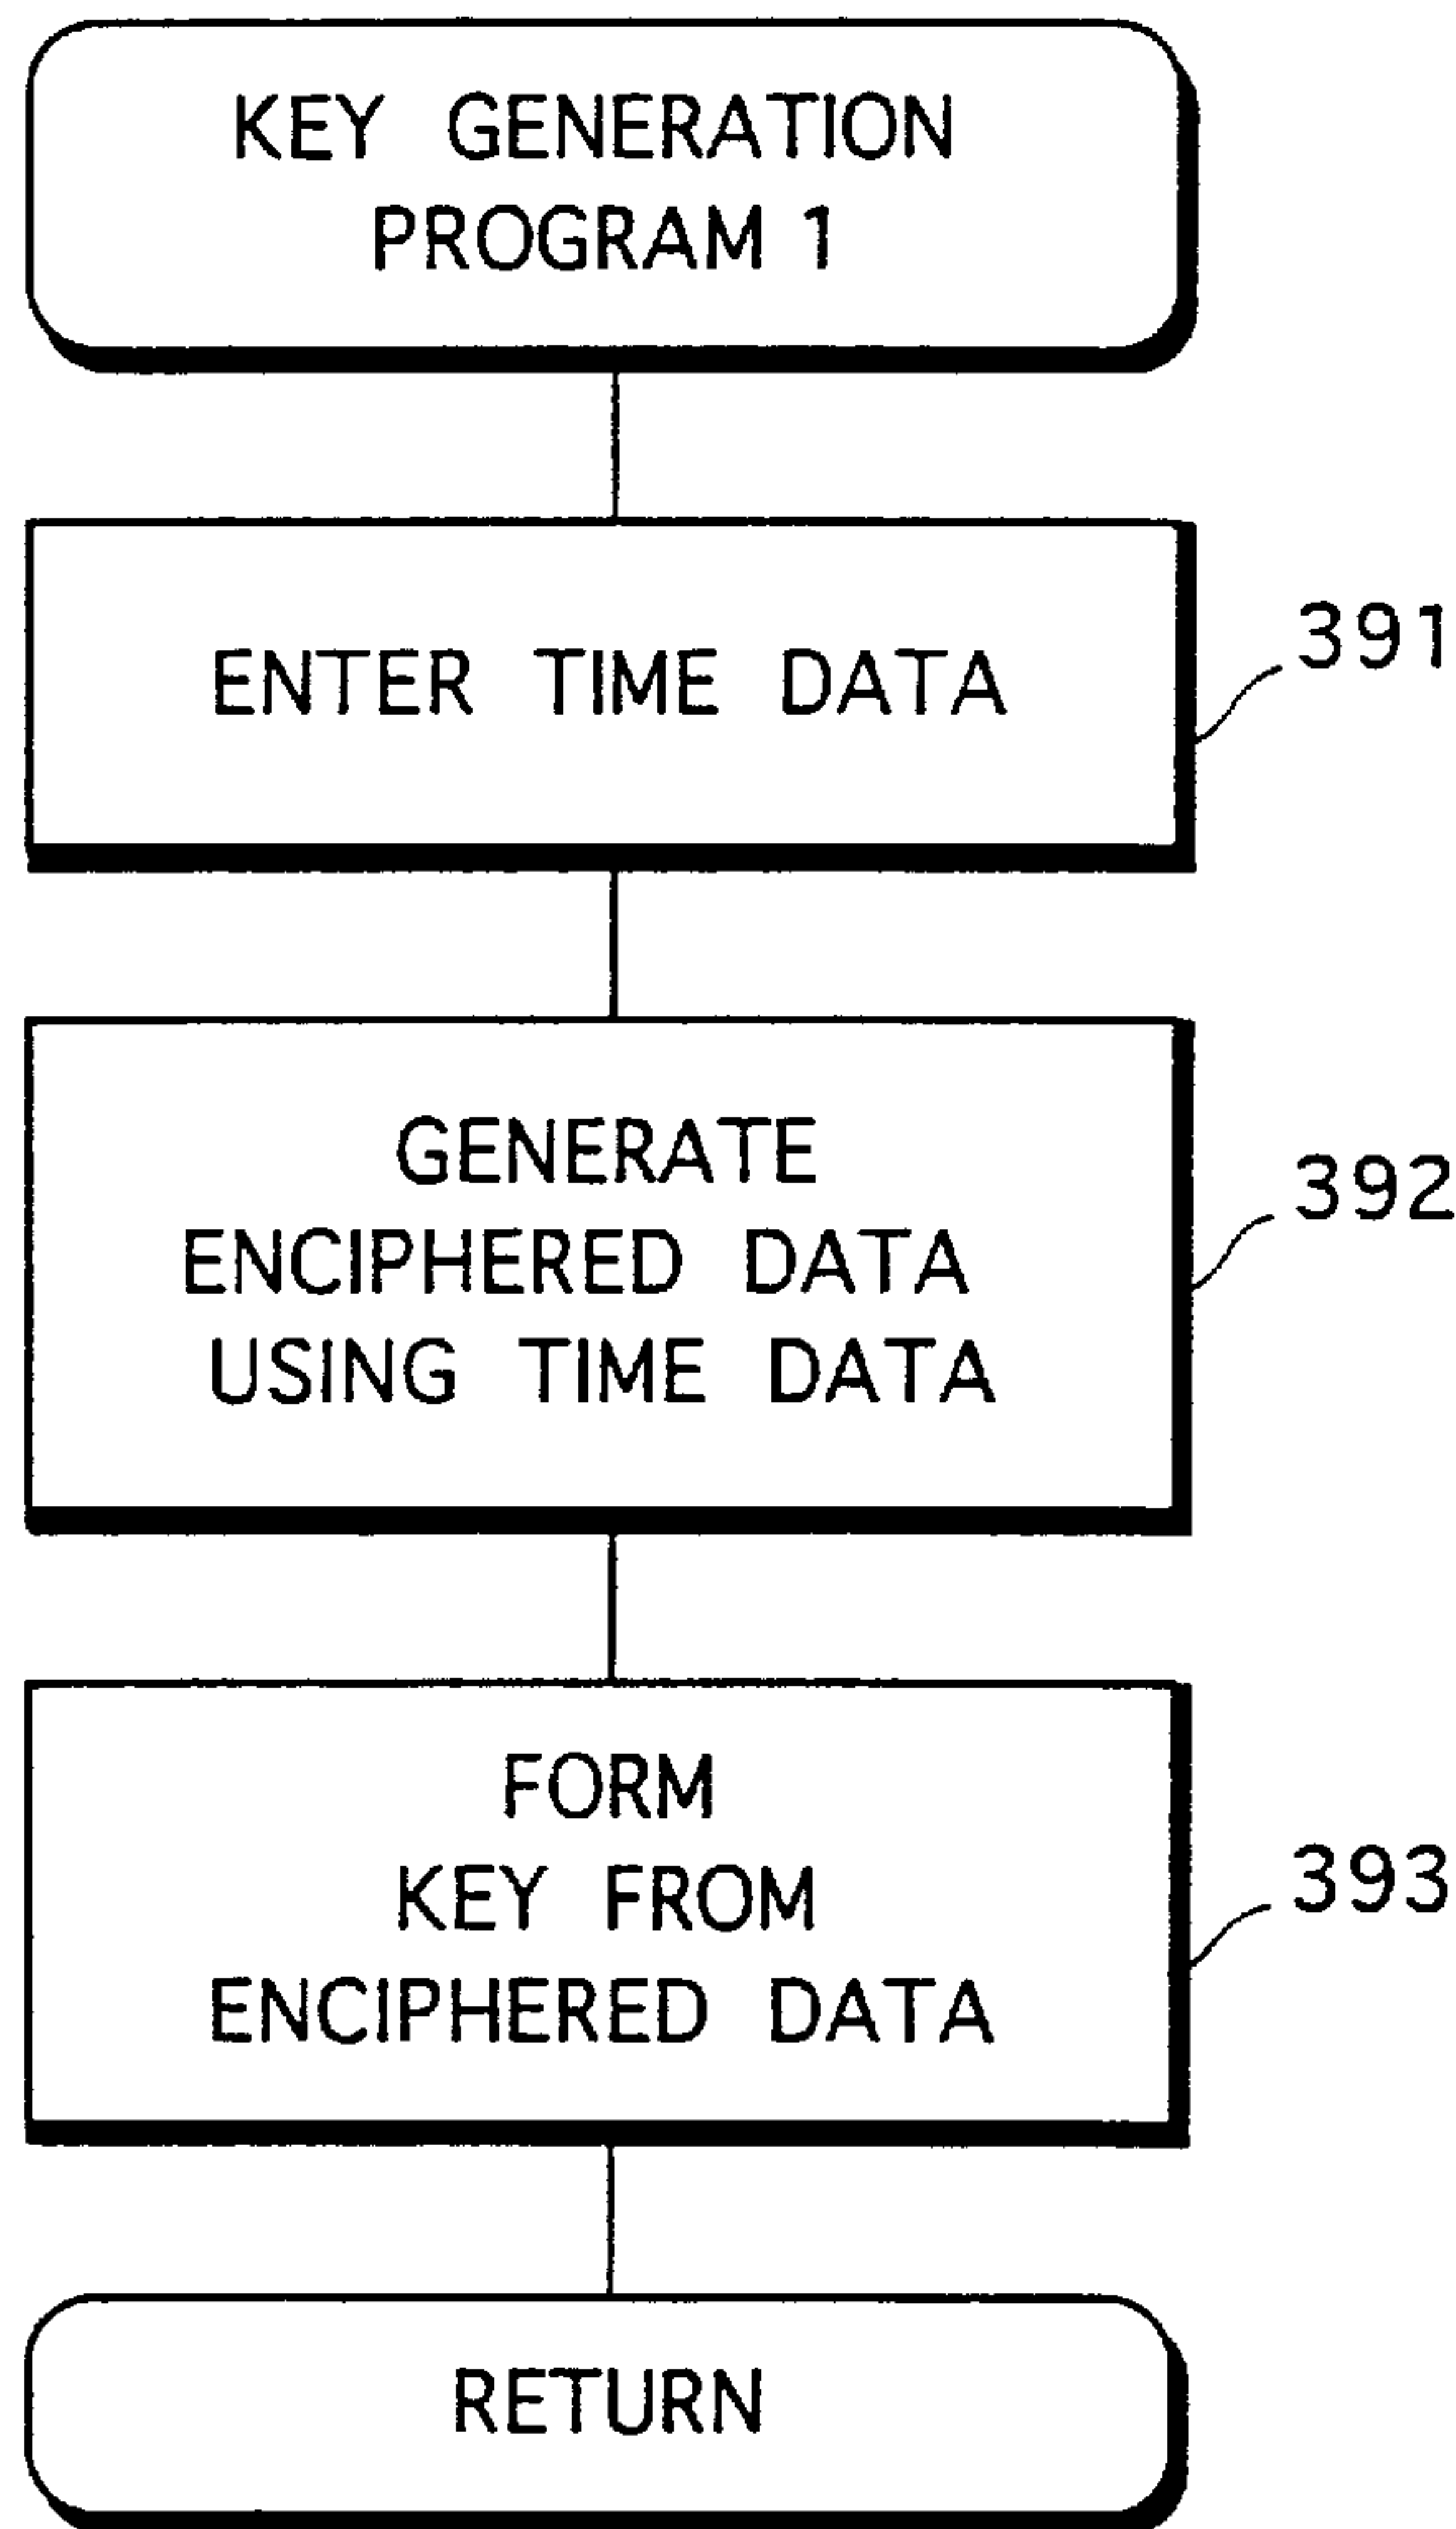 KEY GENERATION
PROGRAM 1
ENTER TIME DATA
391
GENERATE
ENCIPHERED DATA
USING TIME DATA
392
FORM
KEY FROM
ENCIPHERED DATA
393
RETURN